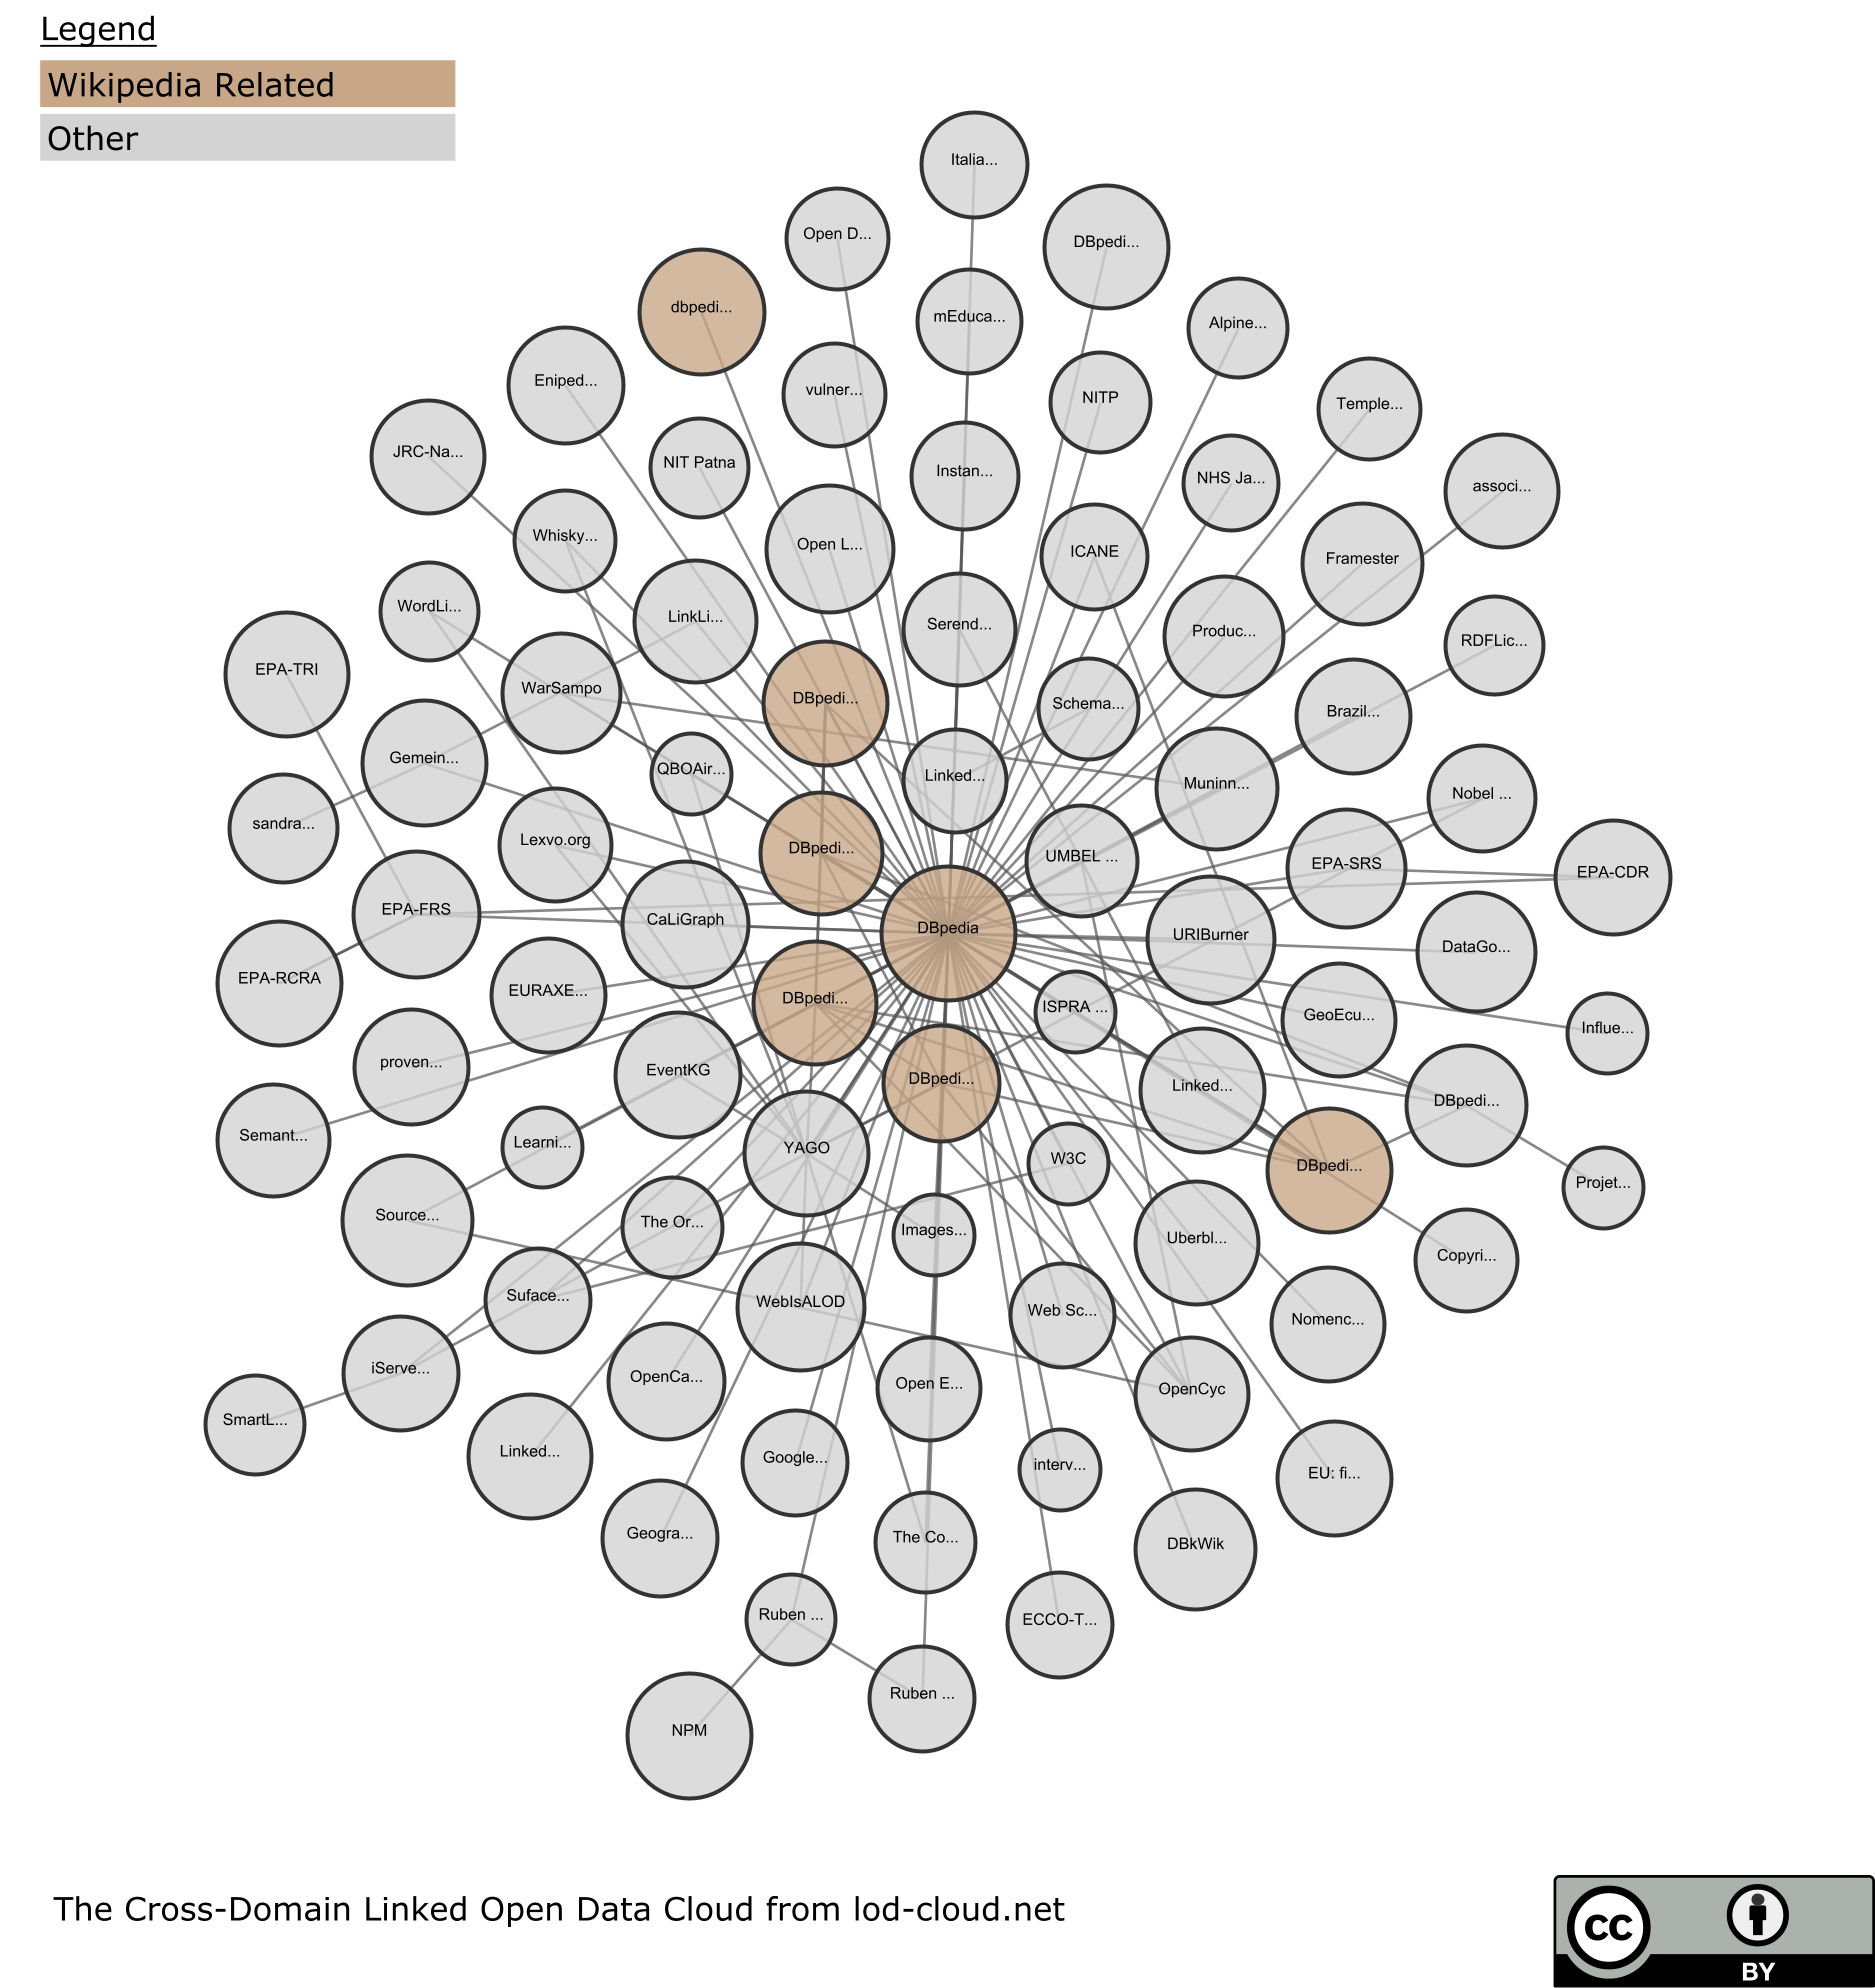 Legend
Wikipedia Related
Other
Italia...
Open D...
DBpedi...
dbpedi...
mEduca...
Alpine...
Eniped...
vulner...
NITP
Temple...
JRC-Na...
NIT Patna
Instan...
NHS Ja...
associ...
Whisky...
Open L...
ICANE
Framester
WordLi...
LinkLi...
Serend...
Produc...
RDFLic...
EPA-TRI
WarSampo
DBpedi...
Schema...
Brazil...
Gemein...
QBOAir...
Linked...
Muninn...
Nobel ...
sandra...
Lexvo.org
DBpedi...
UMBEL ...
EPA-SRS
EPA-CDR
EPA-FRS
CaLiGraph
DBpedia
URIBurner
DataGo...
EPA-RCRA
EURAXE...
DBpedi...
ISPRA ...
GeoEcu...
Influe...
proven...
EventKG
DBpedi...
Linked...
DBpedi...
Semant...
Learni...
YAGO
W3C
DBpedi...
Projet...
Source...
The Or...
Images...
Uberbl...
Copyri...
Suface...
WebIsALOD
Web Sc...
Nomenc...
iServe...
OpenCa...
Open E...
OpenCyc
SmartL...
Linked...
Google...
interv...
EU: fi...
Geogra...
The Co...
DBkWik
Ruben ...
ECCO-T...
NPM
Ruben ...
The Cross-Domain Linked Open Data Cloud from lod-cloud.net
cc
BY